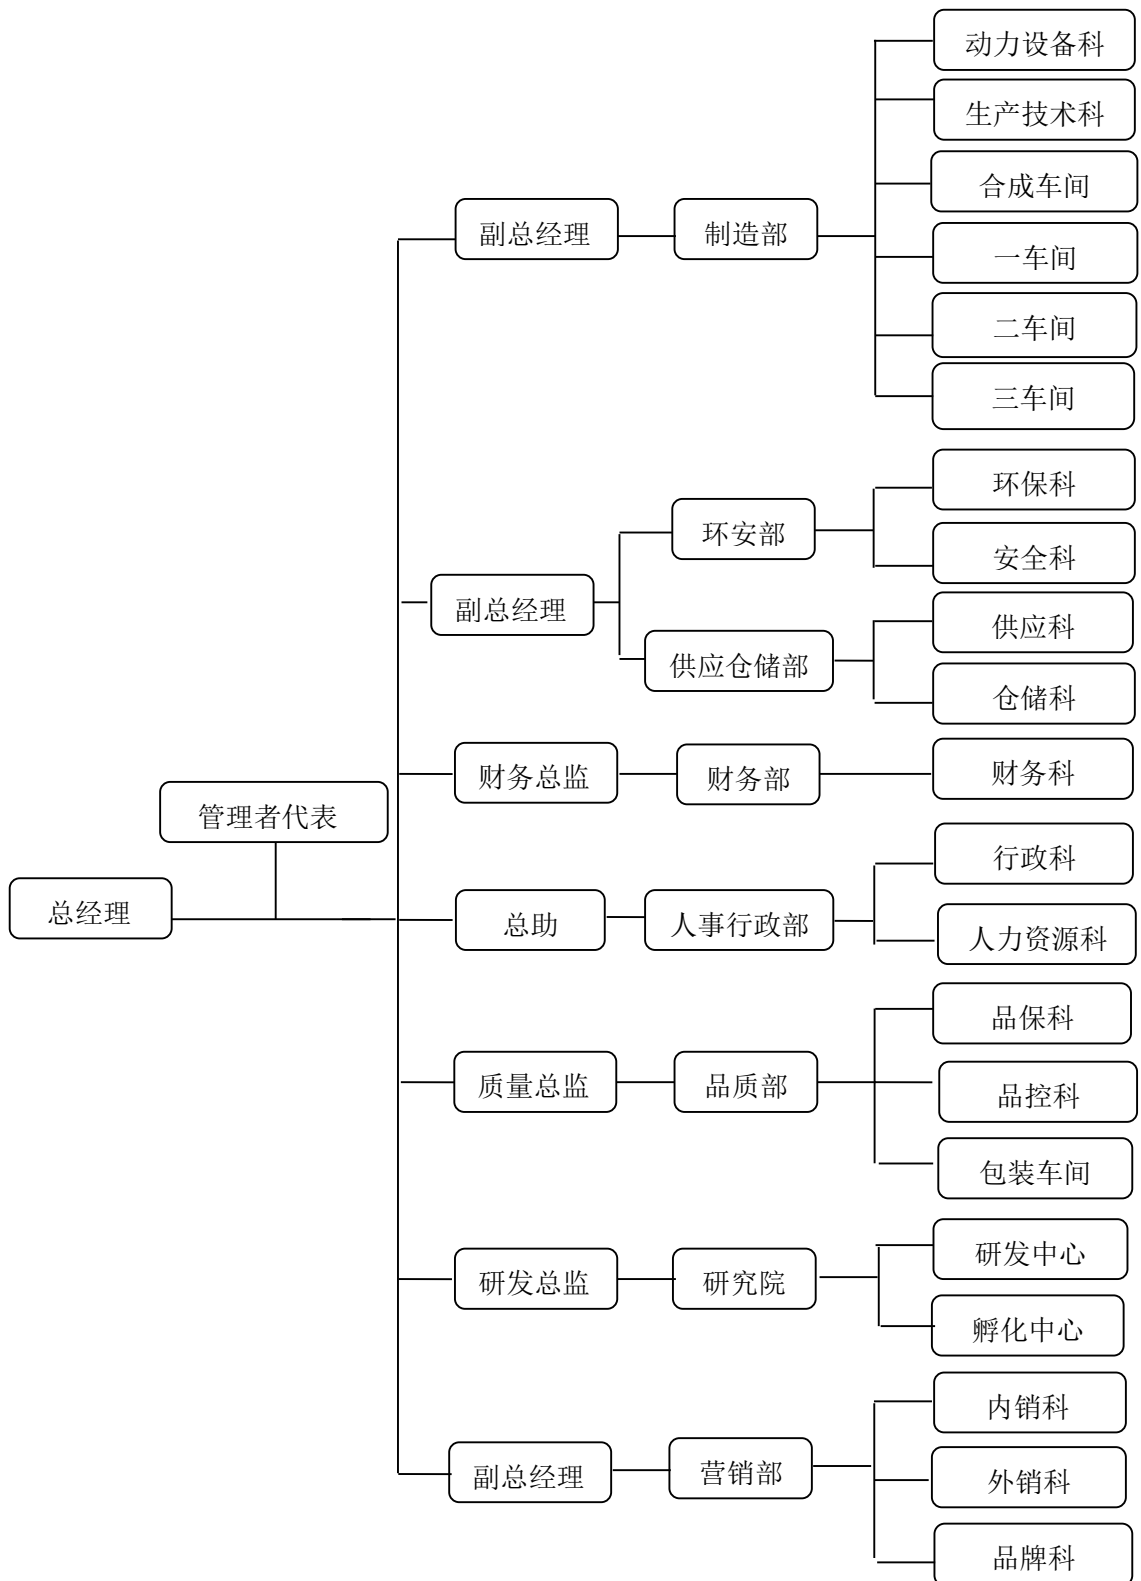 动力设备科
生产技术科
合成车间
副总经理
制造部
一车间
二车间
三车间
环保科
环安部
安全科
副总经理
供应科
供应仓储部
仓储科
财务总监
财务部
财务科
管理者代表
总经理
行政科
总助
人事行政部
人力资源科
品保科
质量总监
品质部
品控科
包装车间
研发总监
研究院
研发中心
孵化中心
内销科
副总经理
营销部
外销科
品牌科